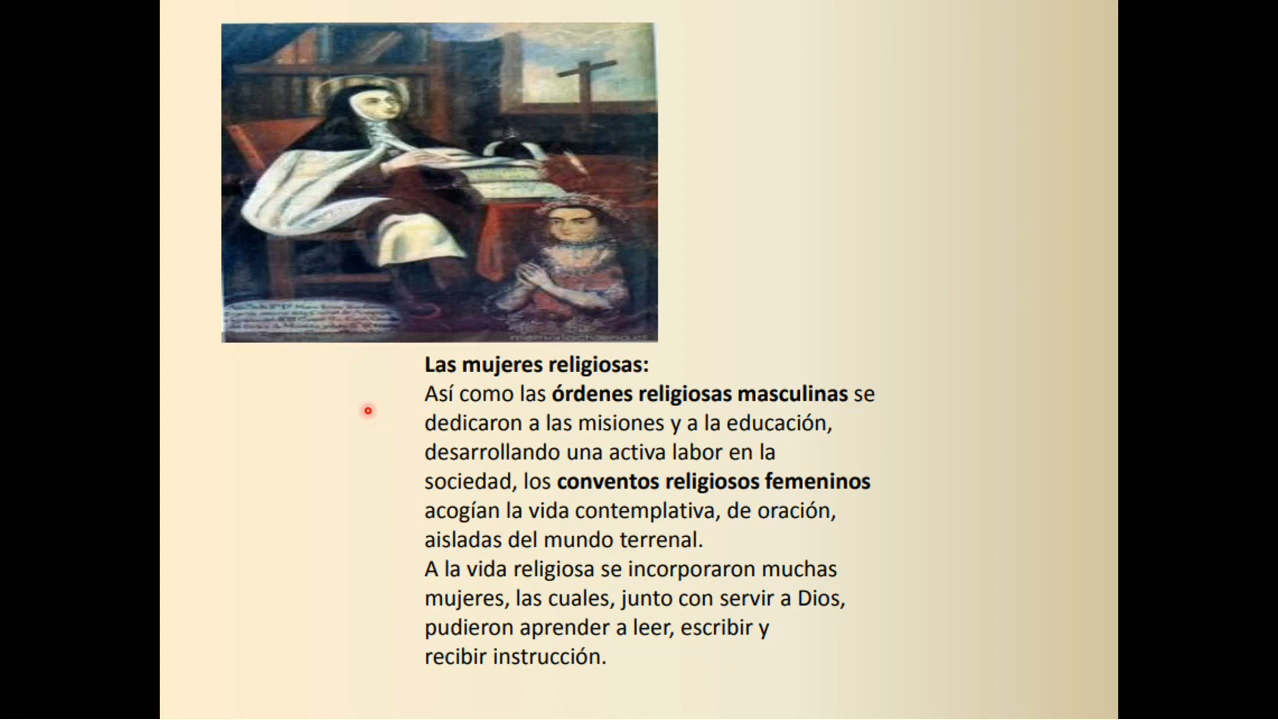 Las mujeres religiosas:
Así como las órdenes religiosas masculinas se
dedicaron a las misiones y a la educación,
desarrollando una activa labor en la
sociedad, los conventos religiosos femeninos
acogían la vida contemplativa, de oración,
aisladas del mundo terrenal.
A la vida religiosa se incorporaron muchas
mujeres, las cuales, junto con servir a Dios,
pudieron aprender a leer, escribir y
recibir instrucción.